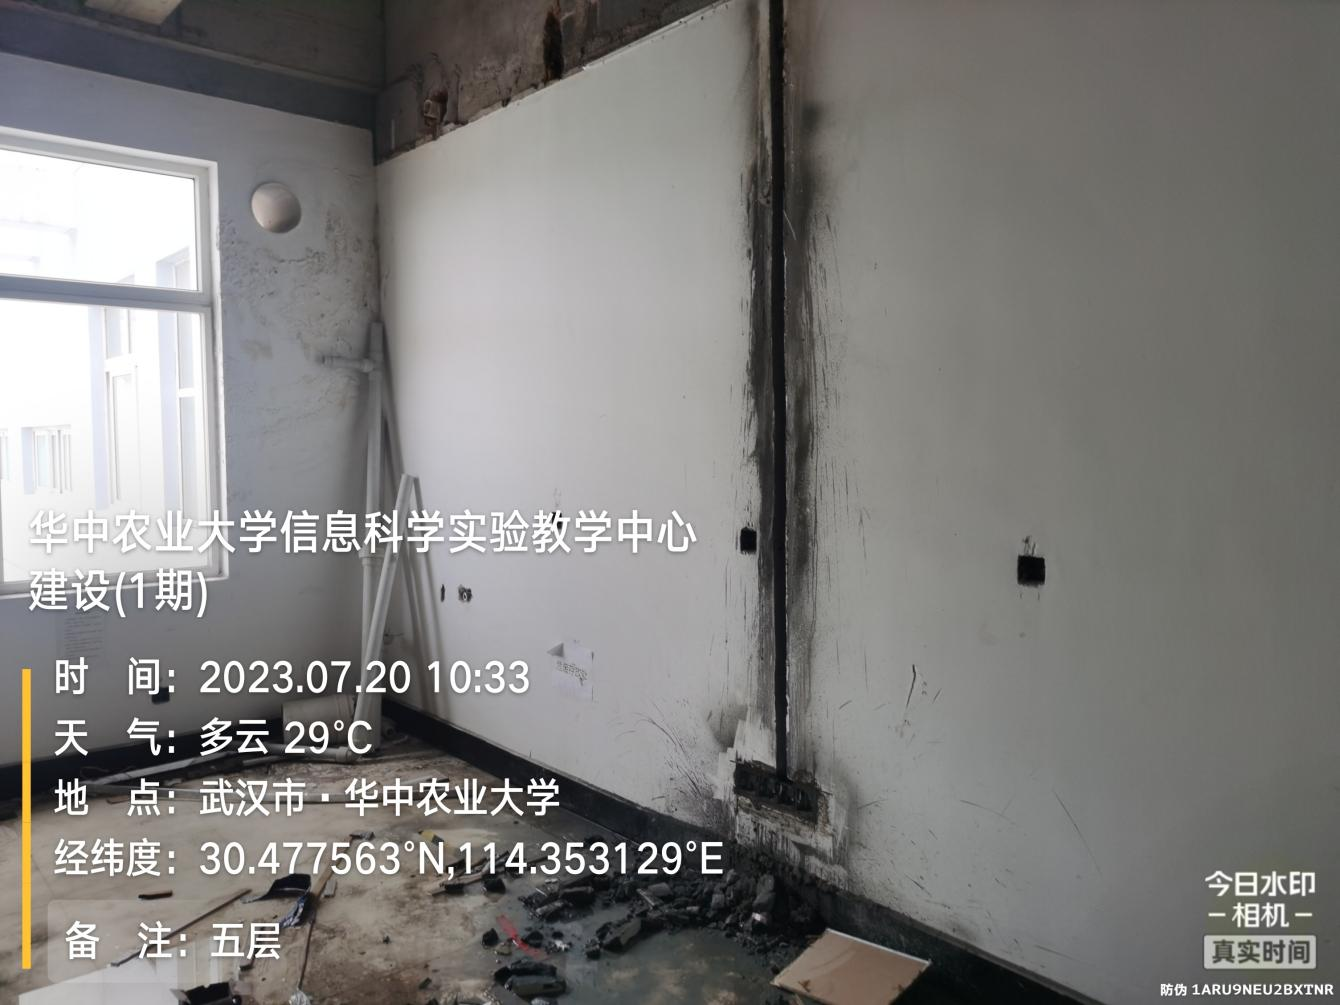 华中农业大学信息科学实验教学中心
建设(1期)
时 间：2023.07.20 10:33
天 气：多云 29°C
地 点：武汉市·华中农业大学
经纬度：30.477563°N,114.353129°E
备 注：五层
今日水印
-相机-
真实时间
防伪 1ARU9NEU2BXTNR